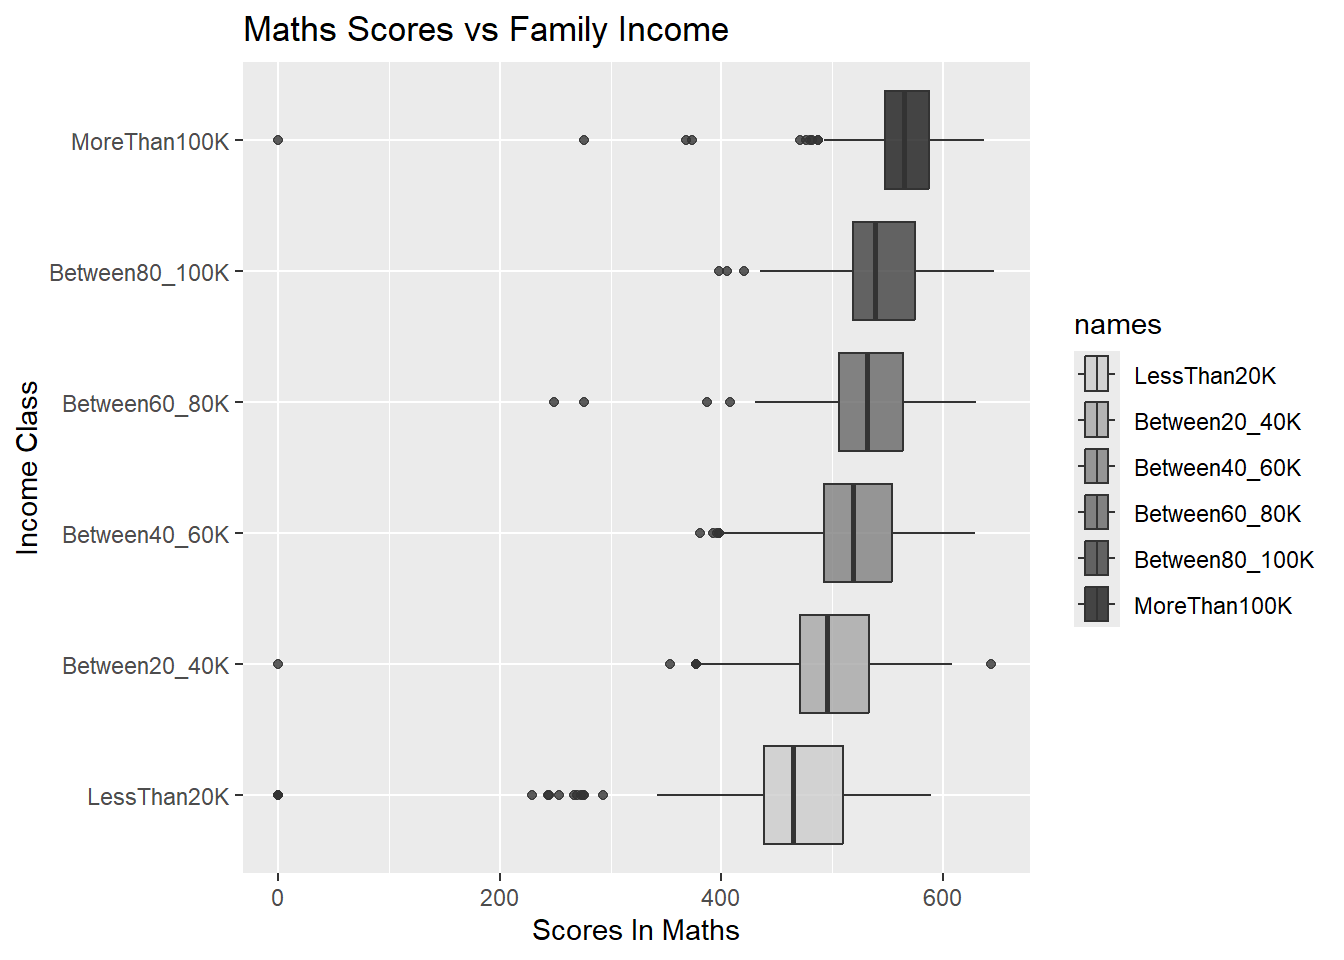 Maths Scores vs Family Income
MoreThan100K
Between80_100K
Between60_80K
Between40_60K
Between20_40K
LessThan20K
Income Class
0 200 400 600
Scores In Maths
names
LessThan20K
Between20_40K
Between40_60K
Between60_80K
Between80_100K
MoreThan100K